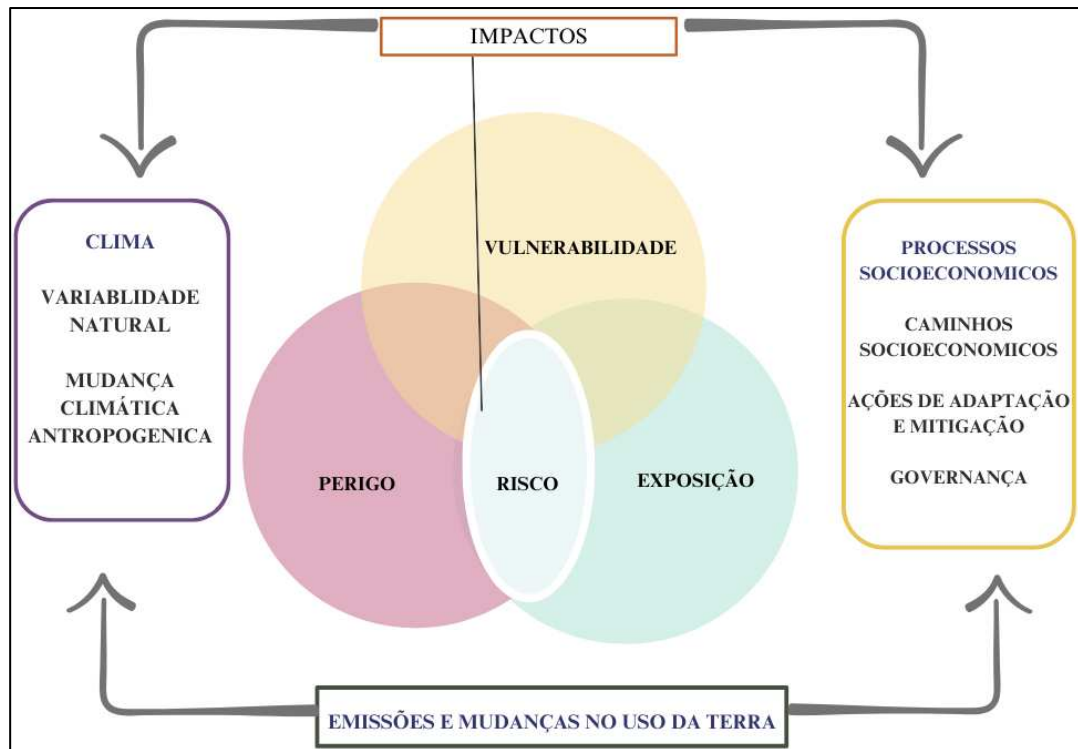 IMPACTOS
CLIMA
VARIABLIDADE
NATURAL
MUDANÇA
CLIMÁTICA
ANTROPOGENICA
VULNERABILIDADE
PERIGO
RISCO
EXPOSIÇÃO
PROCESSOS
SOCIOECONOMICOS
CAMINHOS
SOCIOECONOMICOS
AÇÕES DE ADAPTAÇÃO
E MITIGAÇÃO
GOVERNANÇA
EMISSÕES E MUDANÇAS NO USO DA TERRA